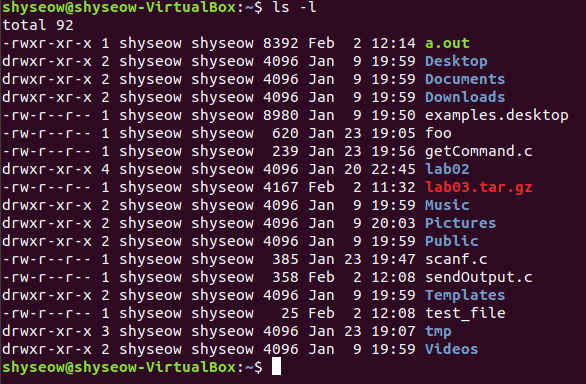 shyseow@shyseow-VirtualBox:~$ ls -l
total 92
-rwxr-xr-x 1 shyseow shyseow 8392 Feb  2 12:14 a.out
drwxr-xr-x 2 shyseow shyseow 4096 Jan  9 19:59 Desktop
drwxr-xr-x 2 shyseow shyseow 4096 Jan  9 19:59 Documents
drwxr-xr-x 2 shyseow shyseow 4096 Jan  9 19:59 Downloads
-rw-r--r-- 1 shyseow shyseow 8980 Jan  9 19:50 examples.desktop
-rw-r--r-- 1 shyseow shyseow  620 Jan 23 19:05 foo
-rw-r--r-- 1 shyseow shyseow  239 Jan 23 19:56 getCommand.c
drwxr-xr-x 4 shyseow shyseow 4096 Jan 20 22:45 lab02
-rw-r--r-- 1 shyseow shyseow 4167 Feb  2 11:32 lab03.tar.gz
drwxr-xr-x 2 shyseow shyseow 4096 Jan  9 19:59 Music
drwxr-xr-x 2 shyseow shyseow 4096 Jan  9 20:03 Pictures
drwxr-xr-x 2 shyseow shyseow 4096 Jan  9 19:59 Public
-rw-r--r-- 1 shyseow shyseow  385 Jan 23 19:47 scanf.c
-rw-r--r-- 1 shyseow shyseow  358 Feb  2 12:08 sendOutput.c
drwxr-xr-x 2 shyseow shyseow 4096 Jan  9 19:59 Templates
-rw-r--r-- 1 shyseow shyseow   25 Feb  2 12:08 test_file
drwxr-xr-x 3 shyseow shyseow 4096 Jan 23 19:07 tmp
drwxr-xr-x 2 shyseow shyseow 4096 Jan  9 19:59 Videos
shyseow@shyseow-VirtualBox:~$